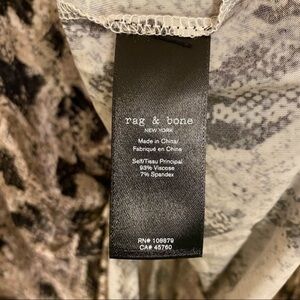 rag & bone
NEW YORK
Made in China/
Fabriqué en China
Self/Tissu Principal
93% Viscose
7% Spandex
RN# 109879
CA# 45760